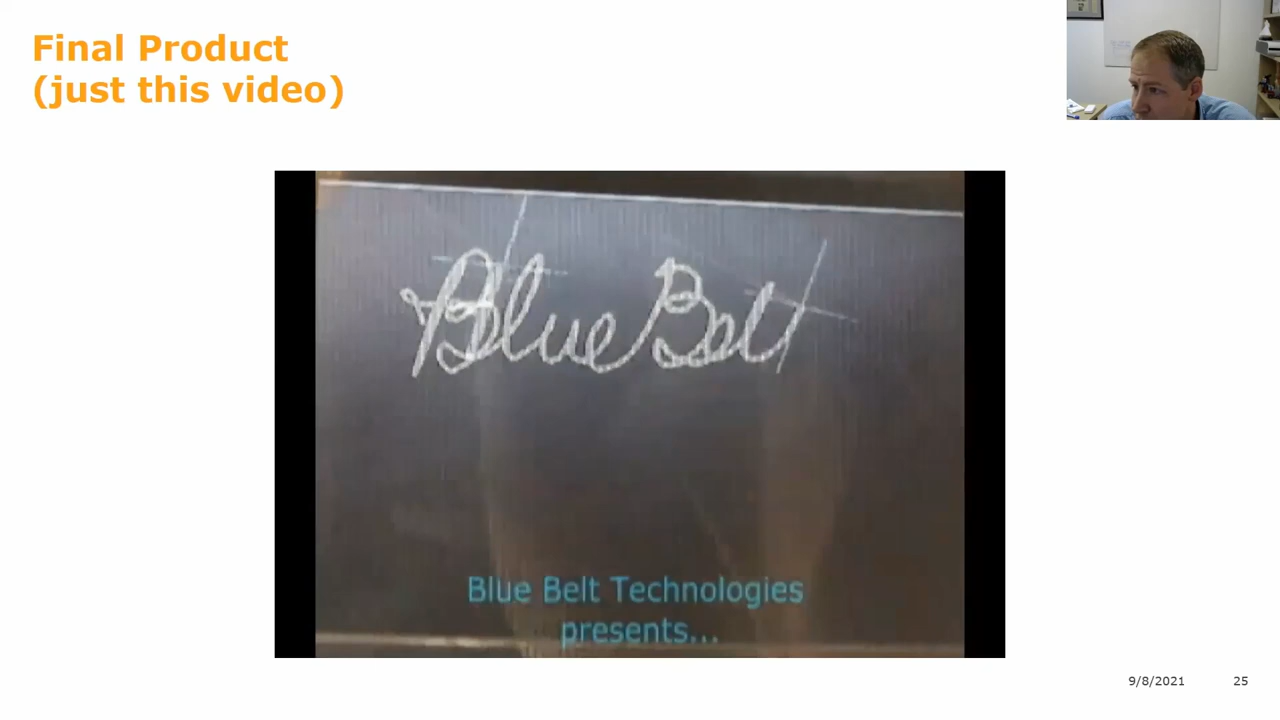 Final Product
(just this video)
Blue Belt
Blue Belt Technologies
presents...
9/8/2021
25